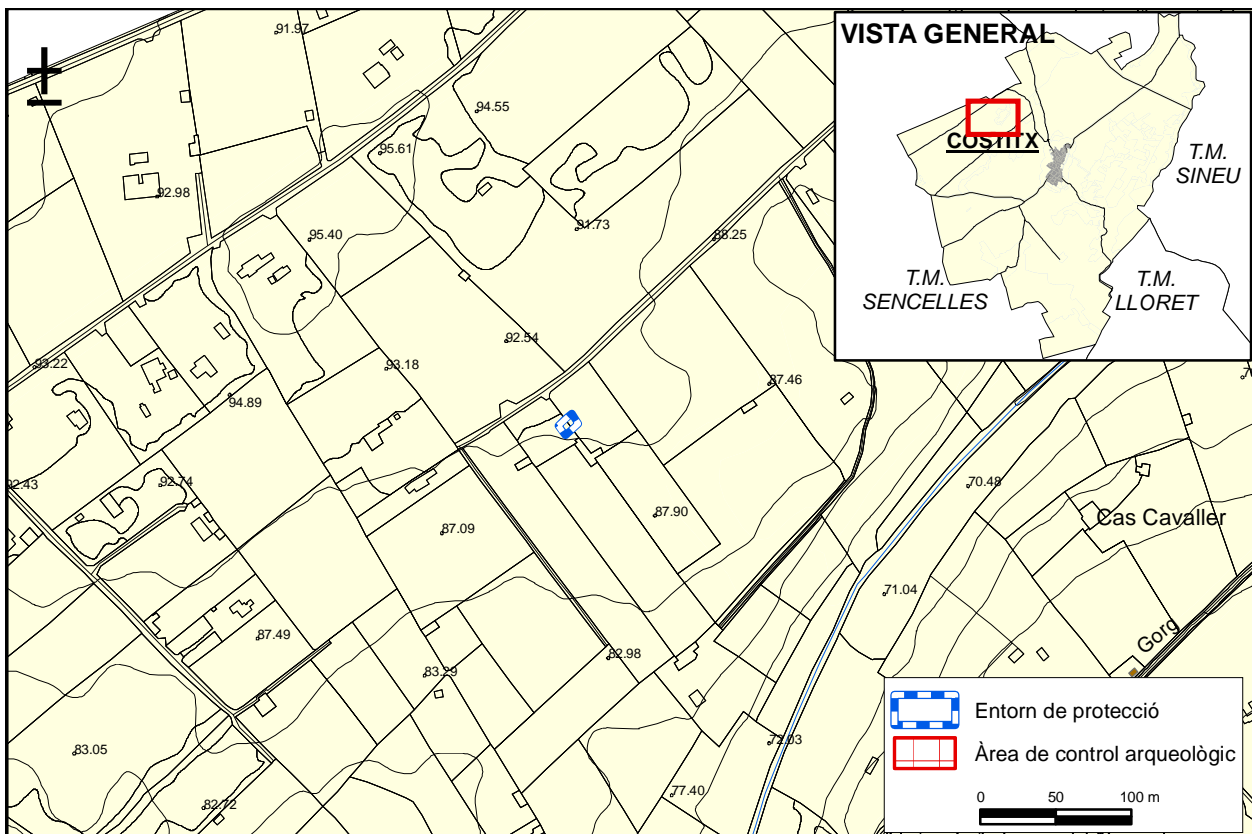 VISTA GENERAL
COSTITX
T.M.
SINEU
T.M.
SENCELLES
T.M.
LLORET
91.97
94.55
95.61
92.98
91.73
95.40
88.25
92.54
93.22
93.18
87.46
94.89
92.43
92.74
70.48
87.90
Cas Cavaller
87.09
71.04
87.49
Gorg
82.98
83.29
72.03
83.05
77.40
82.72
Entorn de protecció
Àrea de control arqueològic
0 50 100 m